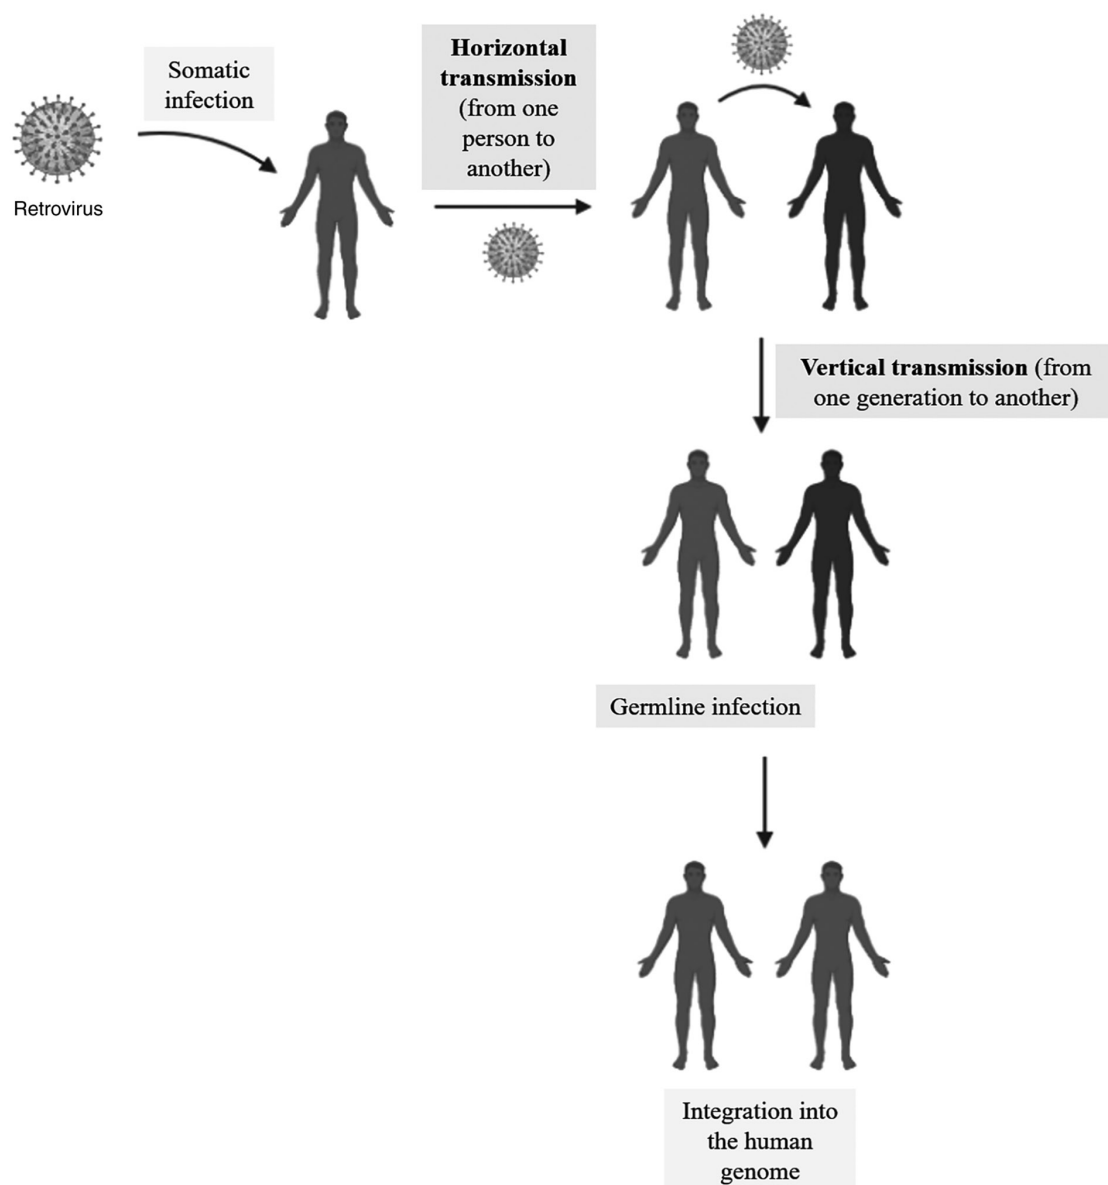 Somatic
infection
Retrovirus
Horizontal
transmission
(from one
person to
another)
Vertical transmission (from
one generation to another)
Germline infection
Integration into
the human
genome